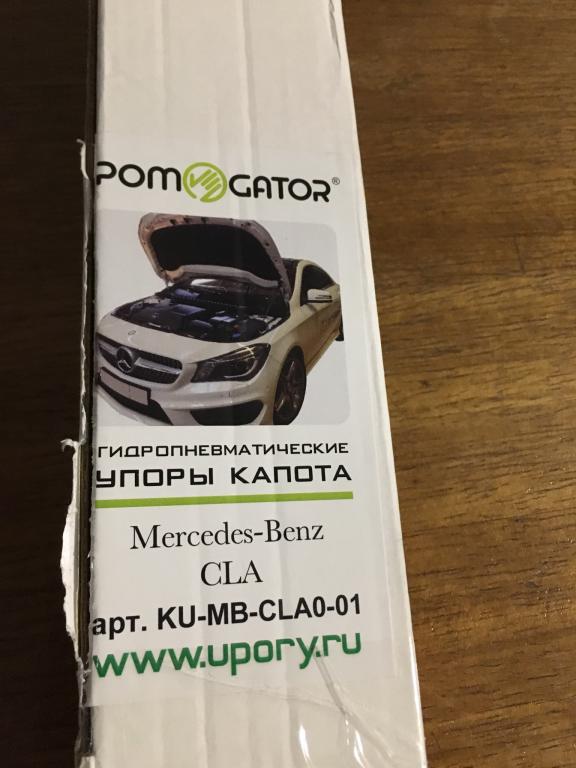 POMOGATOR®
ГИДРОПНЕВМАТИЧЕСКИЕ
УПОРЫ КАПОТА
Mercedes-Benz
CLA
арт. KU-MB-CLA0-01
www.upory.ru